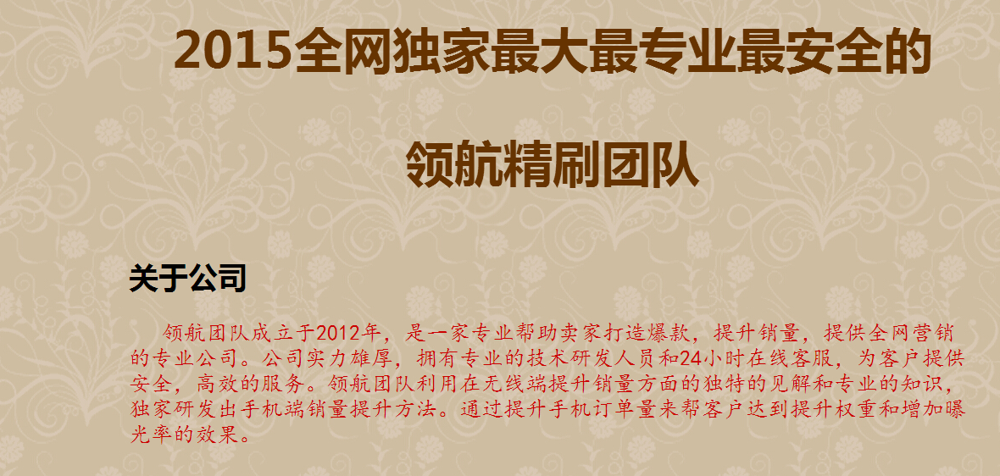 2015全网独家最大最专业最安全的
领航精刷团队
关于公司
领航团队成立于2012年，是一家专业帮助卖家打造爆款，提升销量，提供全网营销
的专业公司。公司实力雄厚，拥有专业的技术研发人员和24小时在线客服，为客户提供
安全，高效的服务。领航团队利用在无线端提升销量方面的独特的见解和专业的知识，
独家研发出手机端销量提升方法。通过提升手机订单量来帮客户达到提升权重和增加曝
光率的效果。